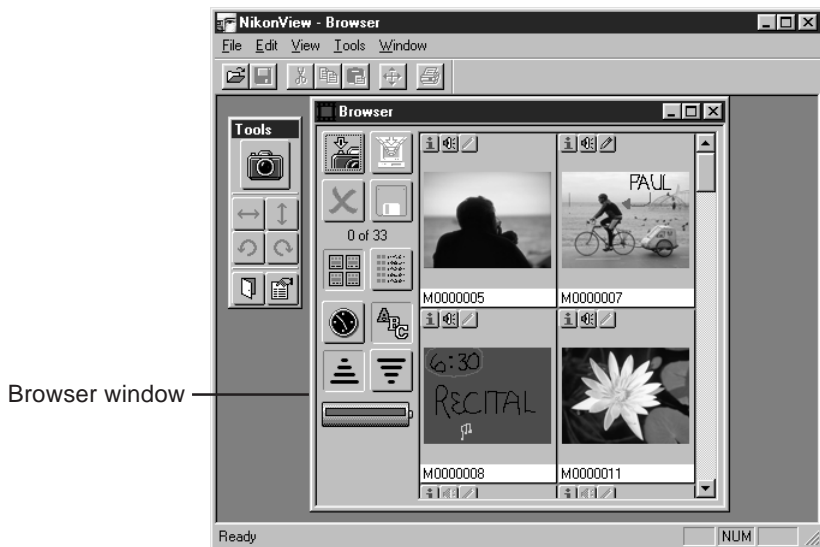 NikonView - Browser
File Edit View Tools Window
Browser
Tools
0 of 33
ABC
PAUL
M0000005
M0000007
6:30
RECITAL
M0000008
M0000011
Browser window
Ready
NUM